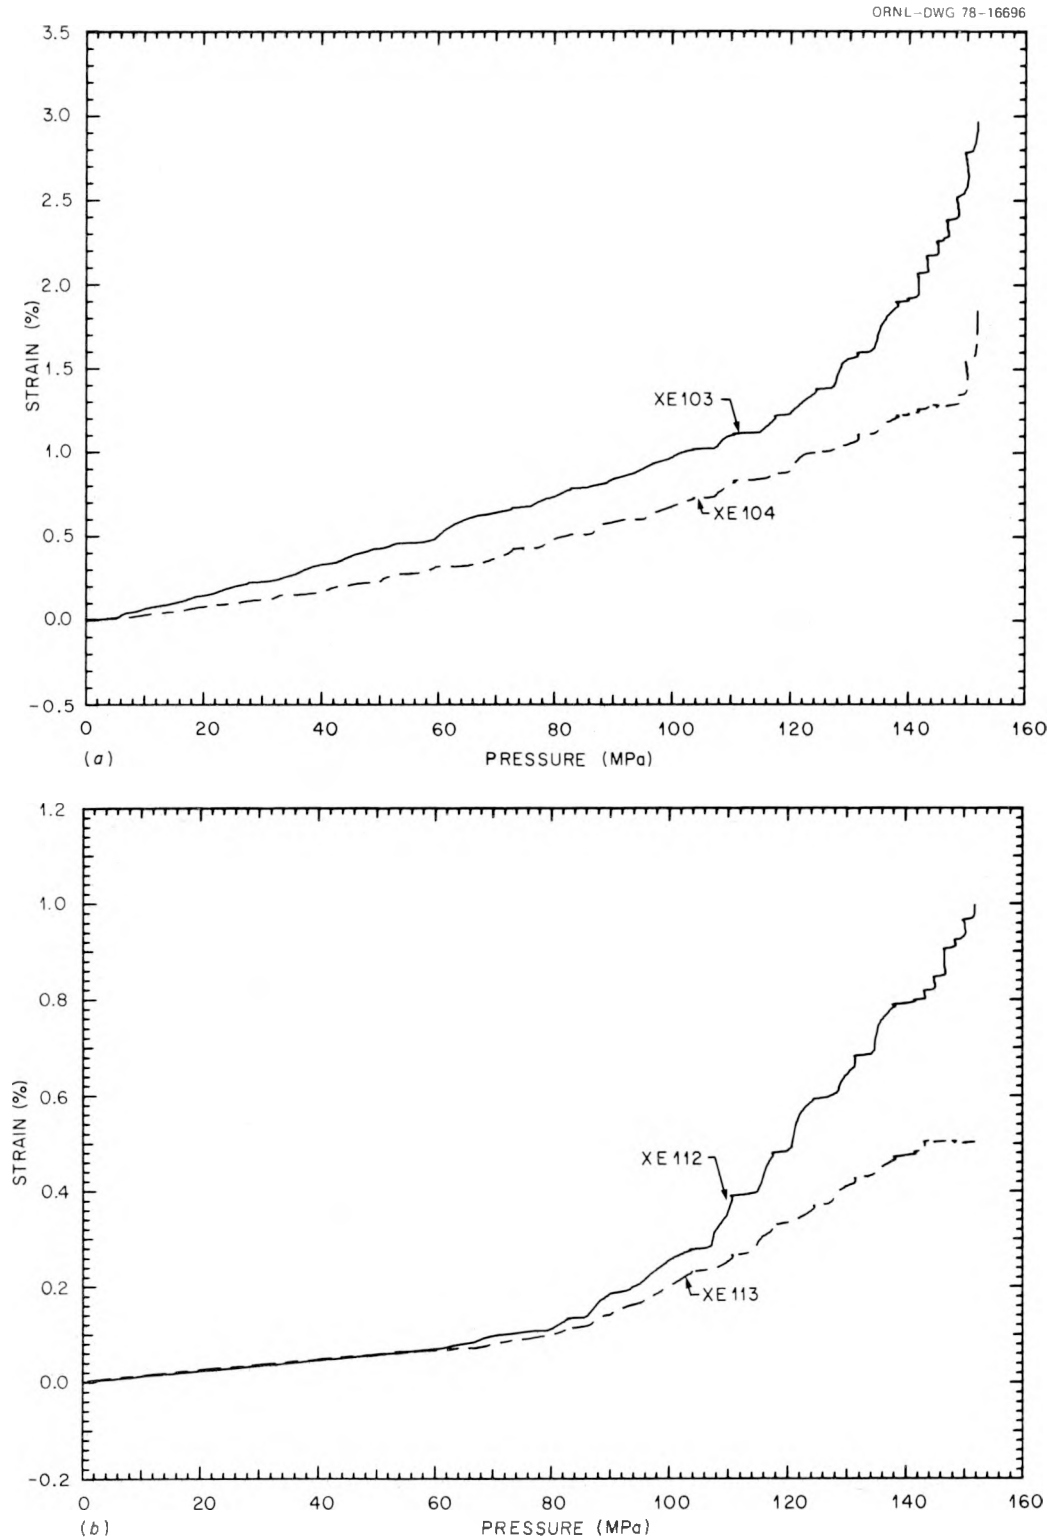 ORNL-DWG 78-16696
3.5
3.0
2.5
2.0
1.5
1.0
0.5
0.0
-0.5
STRAIN (%)
XE103
XE104
0 20 40 60 80 100 120 140 160
(a) PRESSURE (MPa)
1.2
1.0
0.8
0.6
0.4
0.2
0.0
-0.2
STRAIN (%)
XE112
XE113
0 20 40 60 80 100 120 140 160
(b) PRESSURE (MPa)